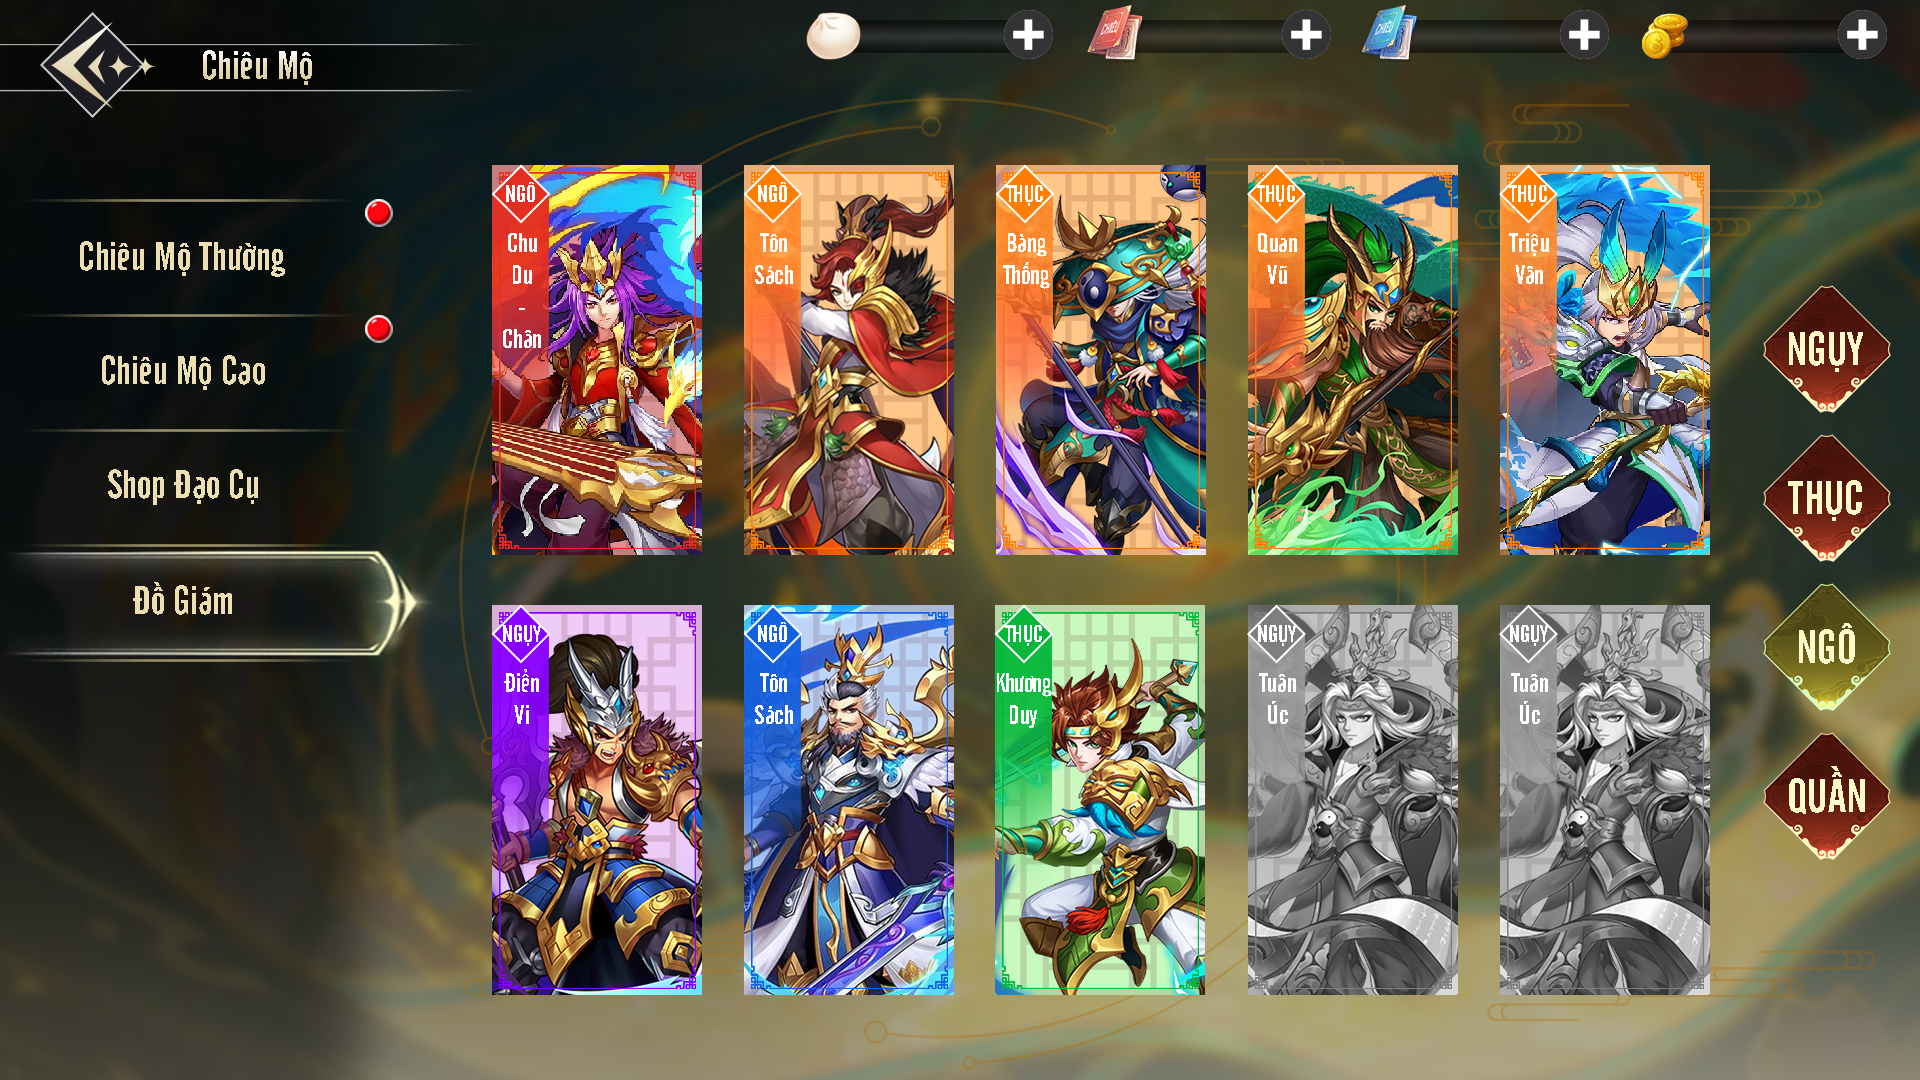 Chiêu Mộ
Chiêu Mộ Thường
Chiêu Mộ Cao
Shop Đạo Cụ
Đồ Giám
NGÔ
Chu
Du
-
Chân
NGÔ
Tôn
Sách
THỤC
Bàng
Thống
THỤC
Quan
Vũ
THỤC
Triệu
Vân
NGỤY
Điển
Vi
NGÔ
Tôn
Sách
THỤC
Khương
Duy
NGỤY
Tuân
Úc
NGỤY
Tuân
Úc
NGỤY
THỤC
NGÔ
QUẦN